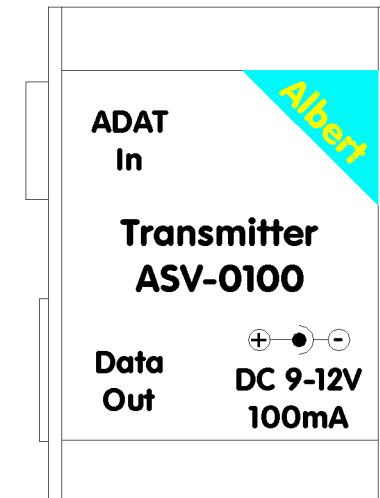 Albert
ADAT
In
Transmitter
ASV-0100
Data
Out
+ -
DC 9-12V
100mA